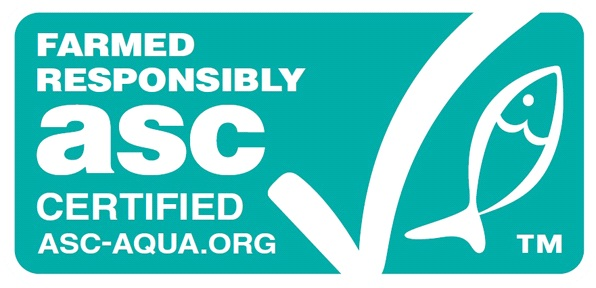 FARMED
RESPONSIBLY
asc
CERTIFIED
ASC-AQUA.ORG
TM